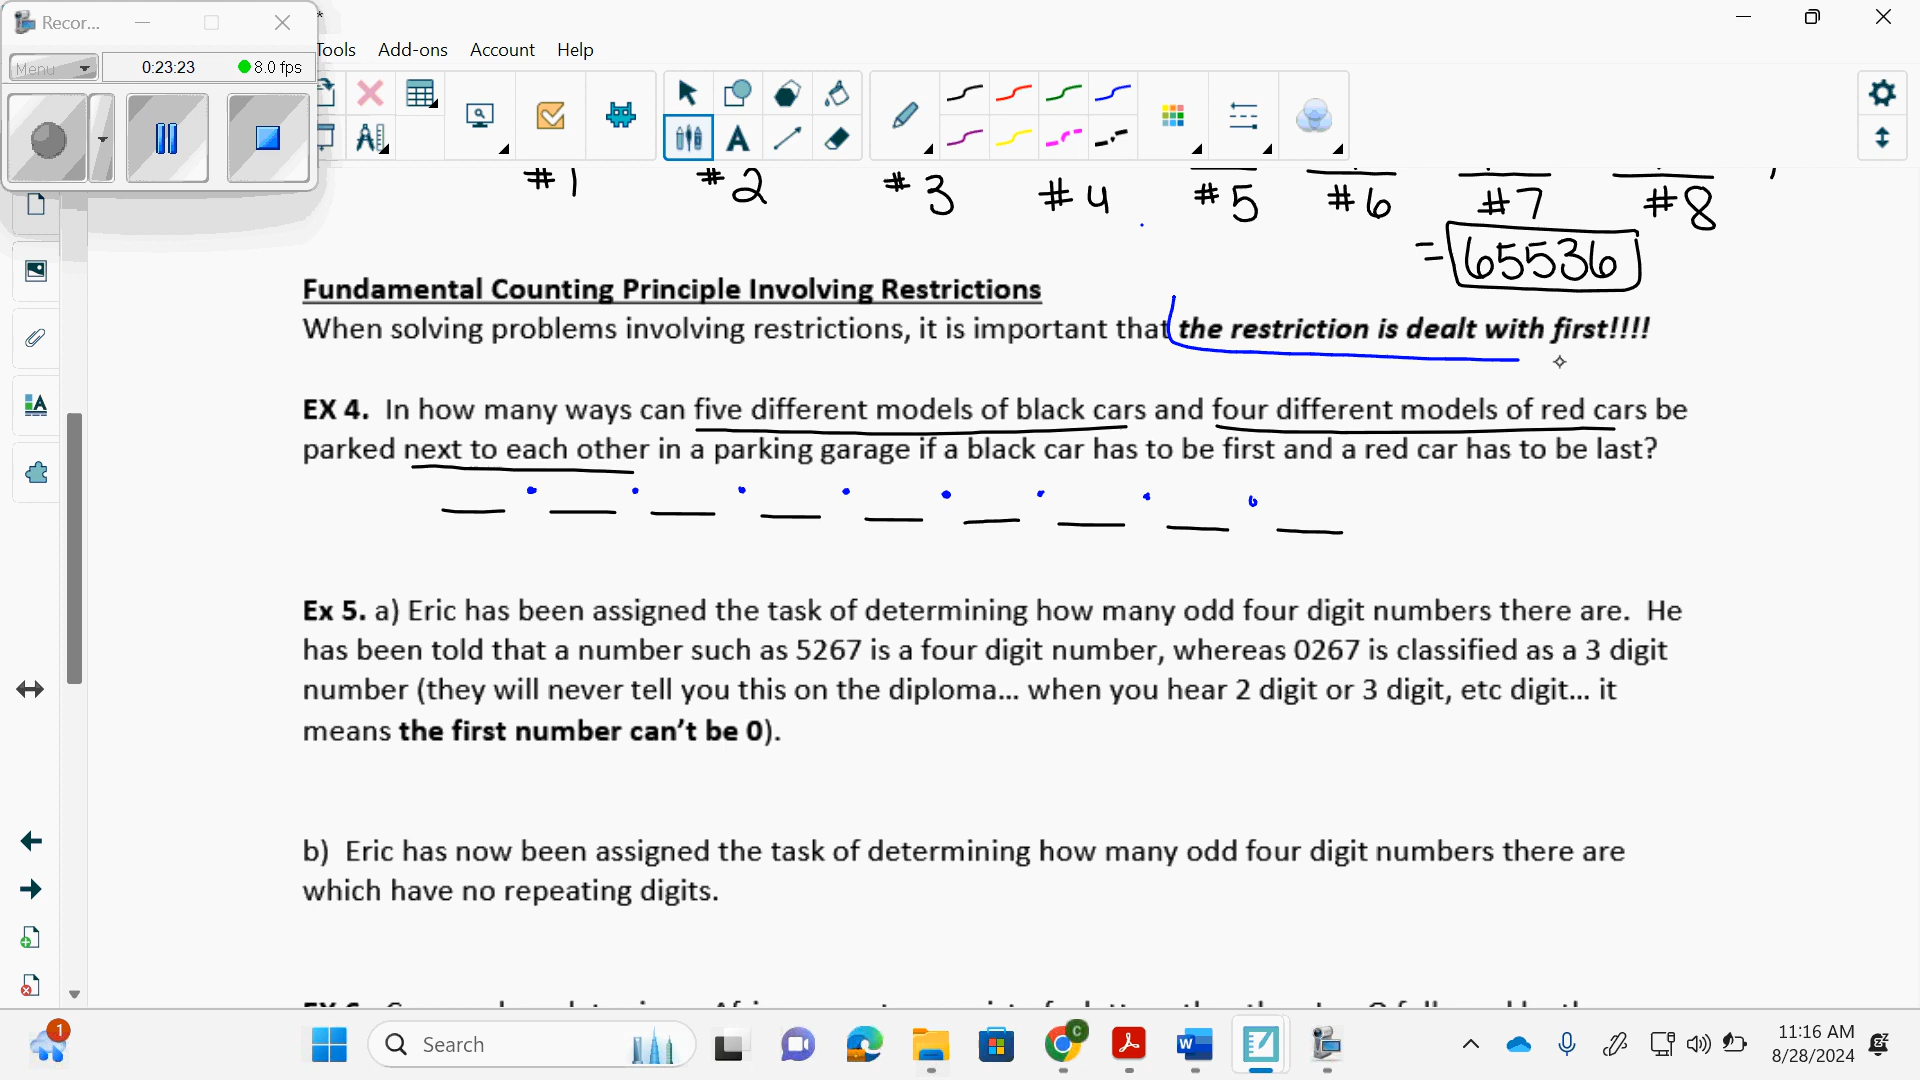 Recor...
Menu
0:23:23
8.0 fps
*
Tools Add-ons Account Help
#1 #2 #3 #4 #5 #6 #7 #8
= 65536
Fundamental Counting Principle Involving Restrictions
When solving problems involving restrictions, it is important that the restriction is dealt with first!!!!
EX 4. In how many ways can five different models of black cars and four different models of red cars be
parked next to each other in a parking garage if a black car has to be first and a red car has to be last?
Ex 5. a) Eric has been assigned the task of determining how many odd four digit numbers there are. He
has been told that a number such as 5267 is a four digit number, whereas 0267 is classified as a 3 digit
number (they will never tell you this on the diploma... when you hear 2 digit or 3 digit, etc digit... it
means the first number can't be 0).
b) Eric has now been assigned the task of determining how many odd four digit numbers there are
which have no repeating digits.
1
Search
C
11:16 AM
8/28/2024